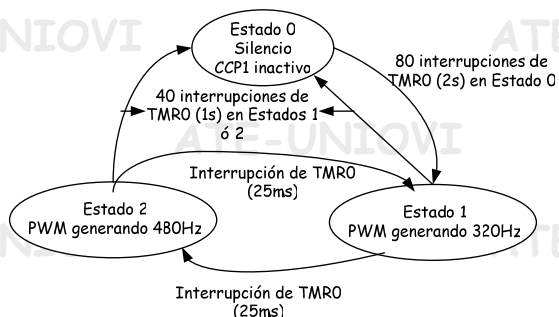 Estado 0
Silencio
CCP1 inactivo
80 interrupciones de
TMR0 (2s) en Estado 0
40 interrupciones de
TMR0 (1s) en Estados 1
ó 2
ATE-UNIOVI
Interrupción de TMR0
(25ms)
Estado 2
PWM generando 480Hz
Estado 1
PWM generando 320Hz
Interrupción de TMR0
(25ms)